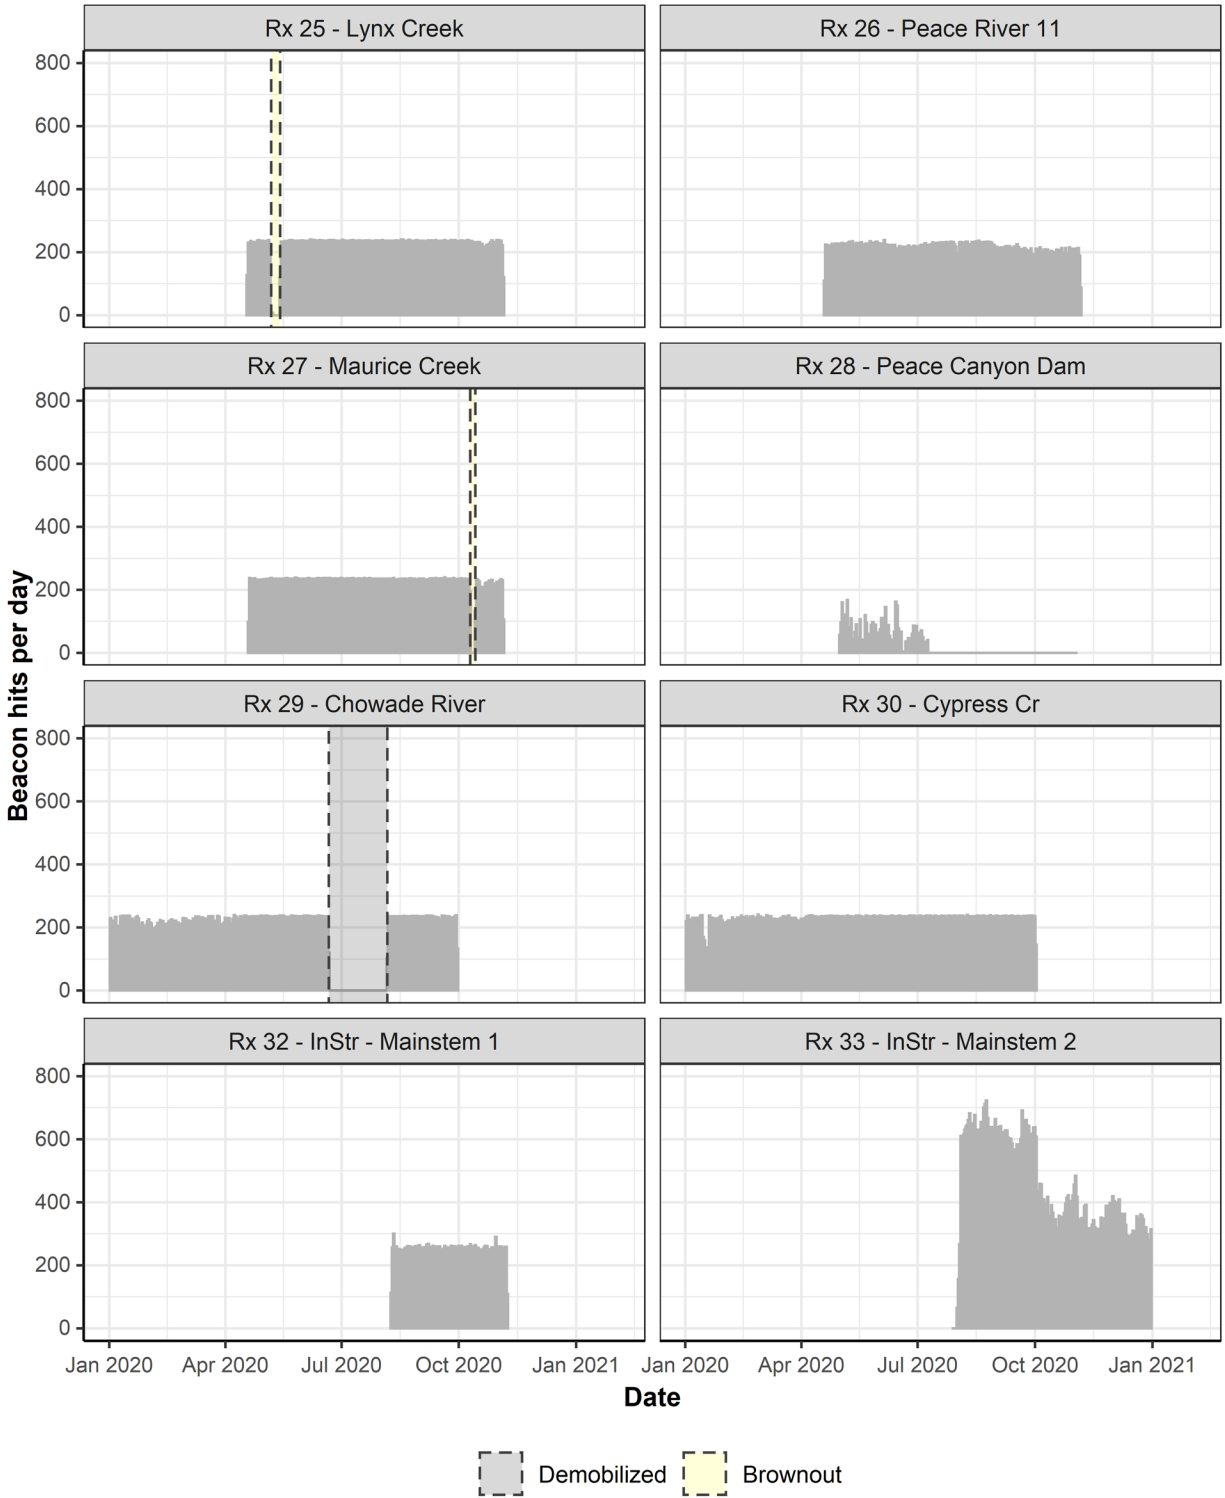 Rx 25 - Lynx Creek
Rx 26 - Peace River 11
800
600
400
200
0
Rx 27 - Maurice Creek
Rx 28 - Peace Canyon Dam
800
600
400
200
0
Beacon hits per day
Rx 29 - Chowade River
Rx 30 - Cypress Cr
800
600
400
200
0
Rx 32 - InStr - Mainstem 1
Rx 33 - InStr - Mainstem 2
800
600
400
200
0
Jan 2020 Apr 2020 Jul 2020 Oct 2020 Jan 2021
Jan 2020 Apr 2020 Jul 2020 Oct 2020 Jan 2021
Date
Demobilized Brownout